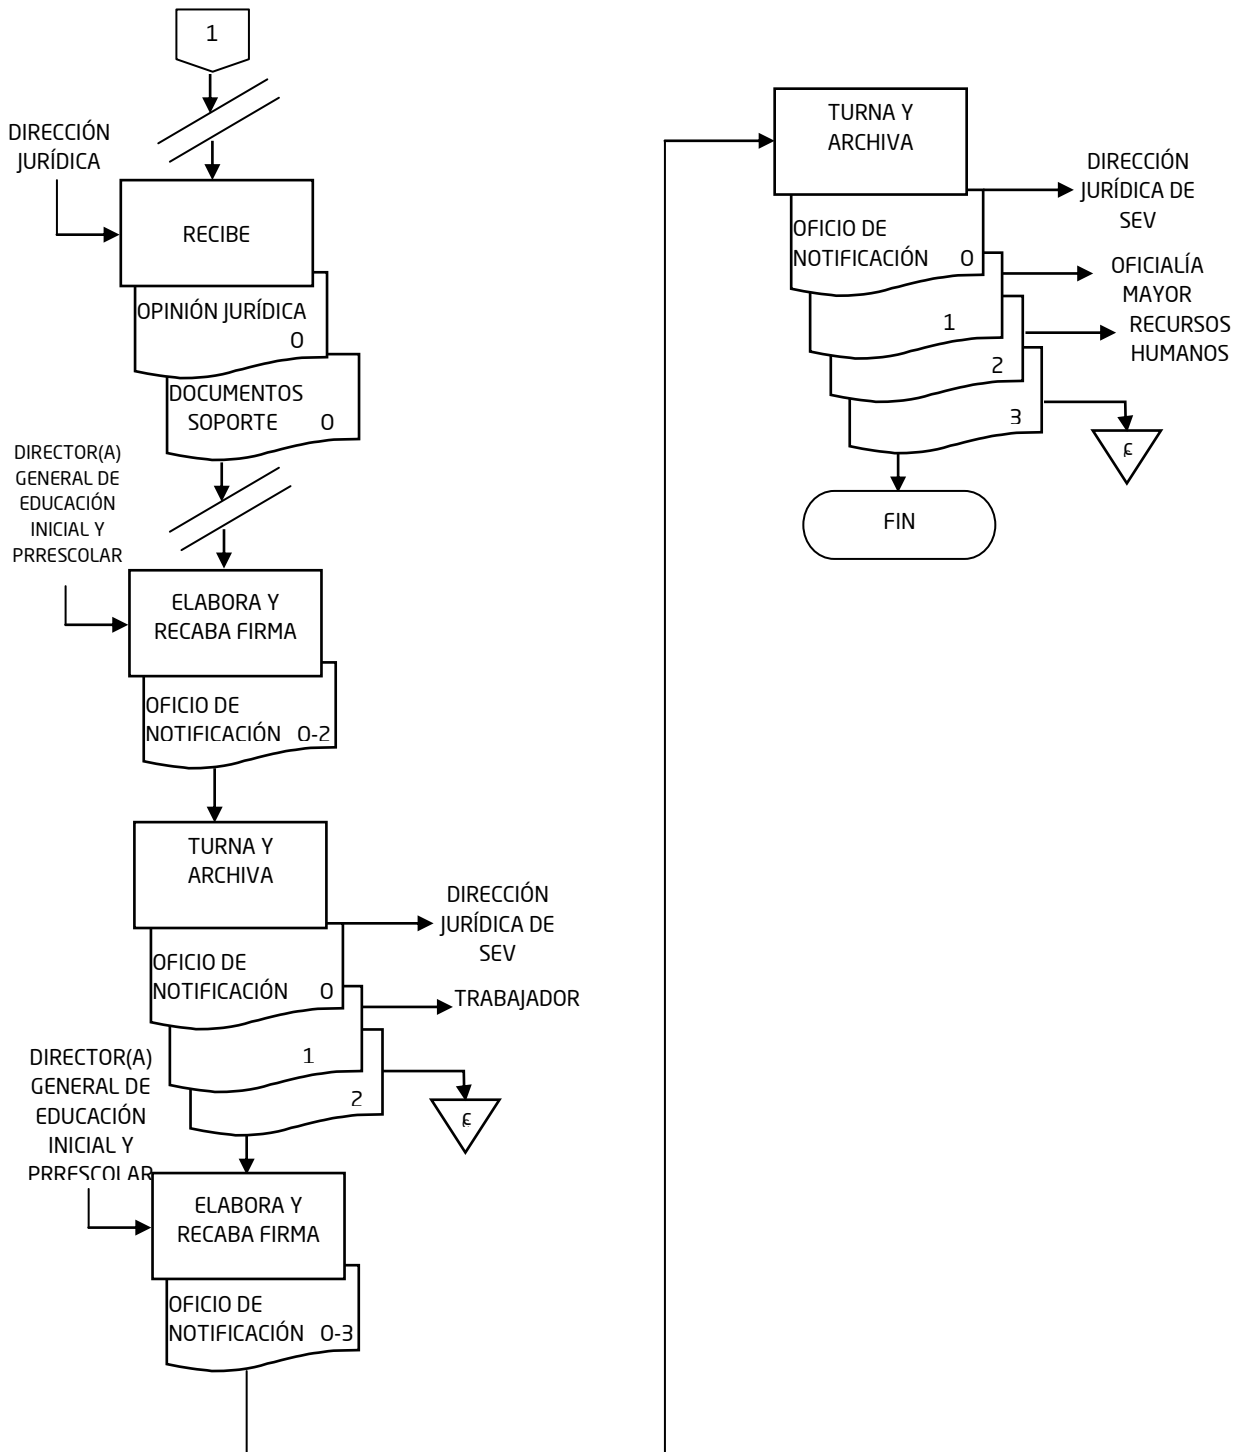 1
DIRECCIÓN
JURÍDICA
RECIBE
OPINIÓN JURÍDICA
0
DOCUMENTOS
SOPORTE 0
DIRECTOR(A)
GENERAL DE
EDUCACIÓN
INICIAL Y
PRRESCOLAR
ELABORA Y
RECABA FIRMA
OFICIO DE
NOTIFICACIÓN 0-2
TURNA Y
ARCHIVA
OFICIO DE
NOTIFICACIÓN 0
1
2
DIRECCIÓN
JURÍDICA DE
SEV
TRABAJADOR
DIRECTOR(A)
GENERAL DE
EDUCACIÓN
INICIAL Y
PRRESCOLAR
ELABORA Y
RECABA FIRMA
OFICIO DE
NOTIFICACIÓN 0-3
TURNA Y
ARCHIVA
OFICIO DE
NOTIFICACIÓN 0
1
2
3
DIRECCIÓN
JURÍDICA DE
SEV
OFICIALÍA
MAYOR
RECURSOS
HUMANOS
FIN